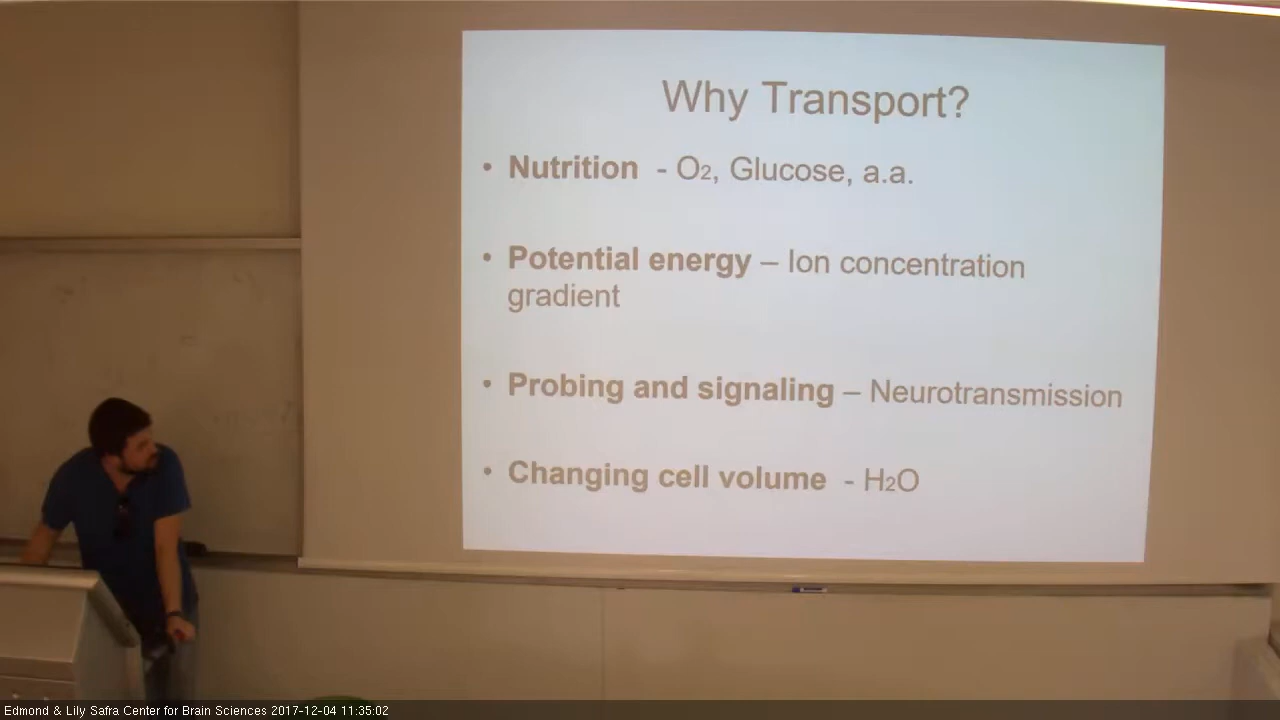 Why Transport?
• Nutrition - O2, Glucose, a.a.
• Potential energy – Ion concentration
gradient
• Probing and signaling – Neurotransmission
• Changing cell volume - H2O
Edmond & Lily Safra Center for Brain Sciences 2017-12-04 11:35:02